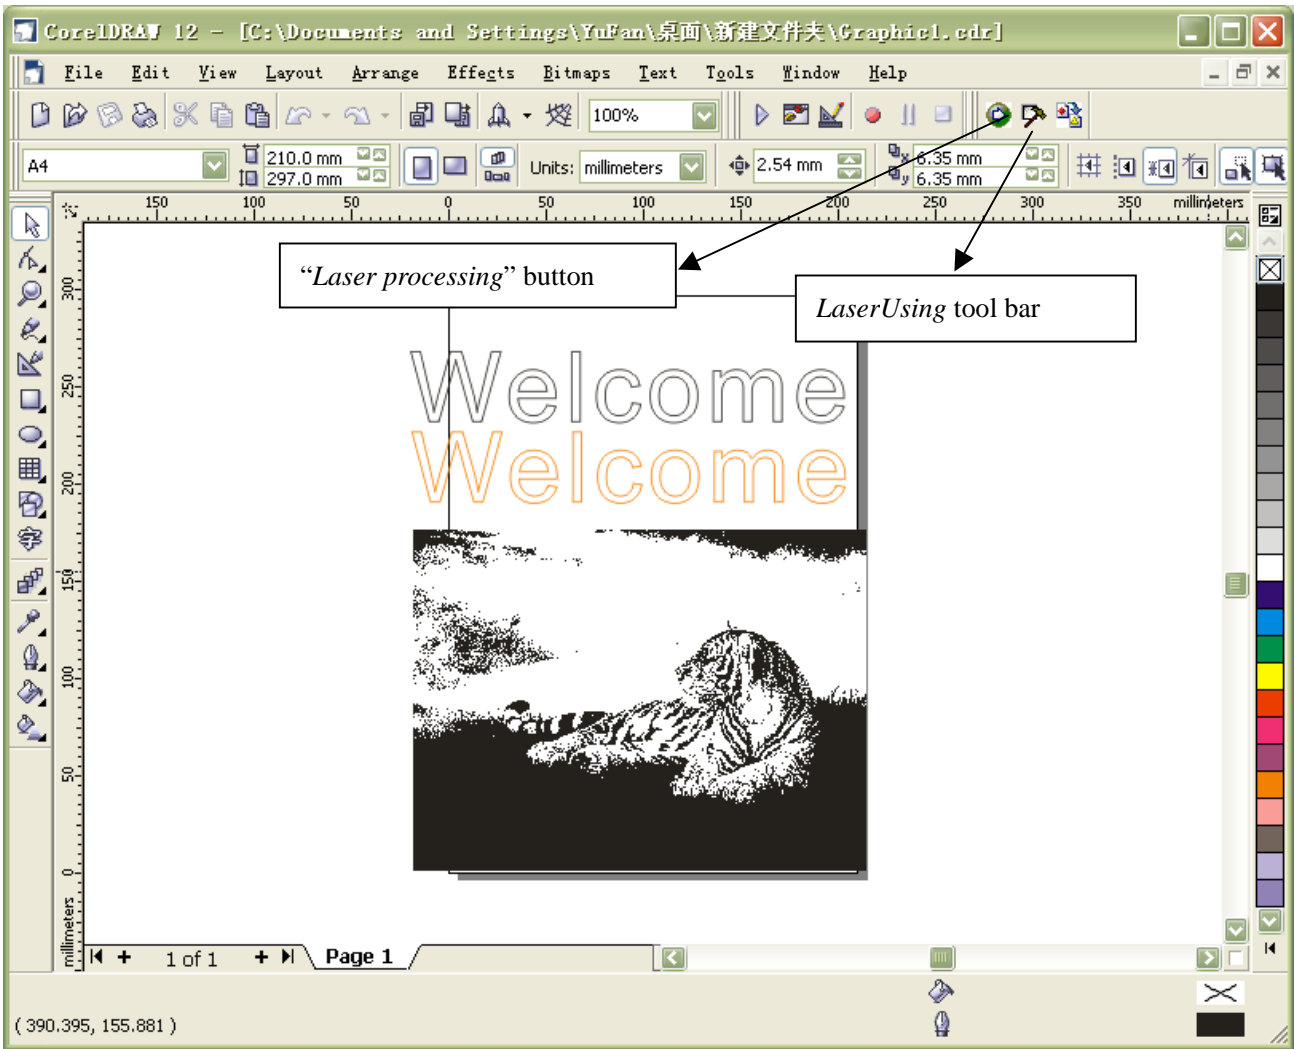 CorelDRAW 12 - [C:\Documents and Settings\YuFan\桌面\新建文件夹\Graphic1.cdr]
File Edit View Layout Arrange Effects Bitmaps Text Tools Window Help
100%
A4 210.0 mm 297.0 mm Units: millimeters 2.54 mm 6.35 mm 6.35 mm
150 100 50 0 50 100 150 200 250 300 350 millimeters
“Laser processing” button
LaserUsing tool bar
300
250
200
150
100
50
0
millimeters
字
Welcome
Welcome
1 of 1 Page 1
( 390.395, 155.881 )